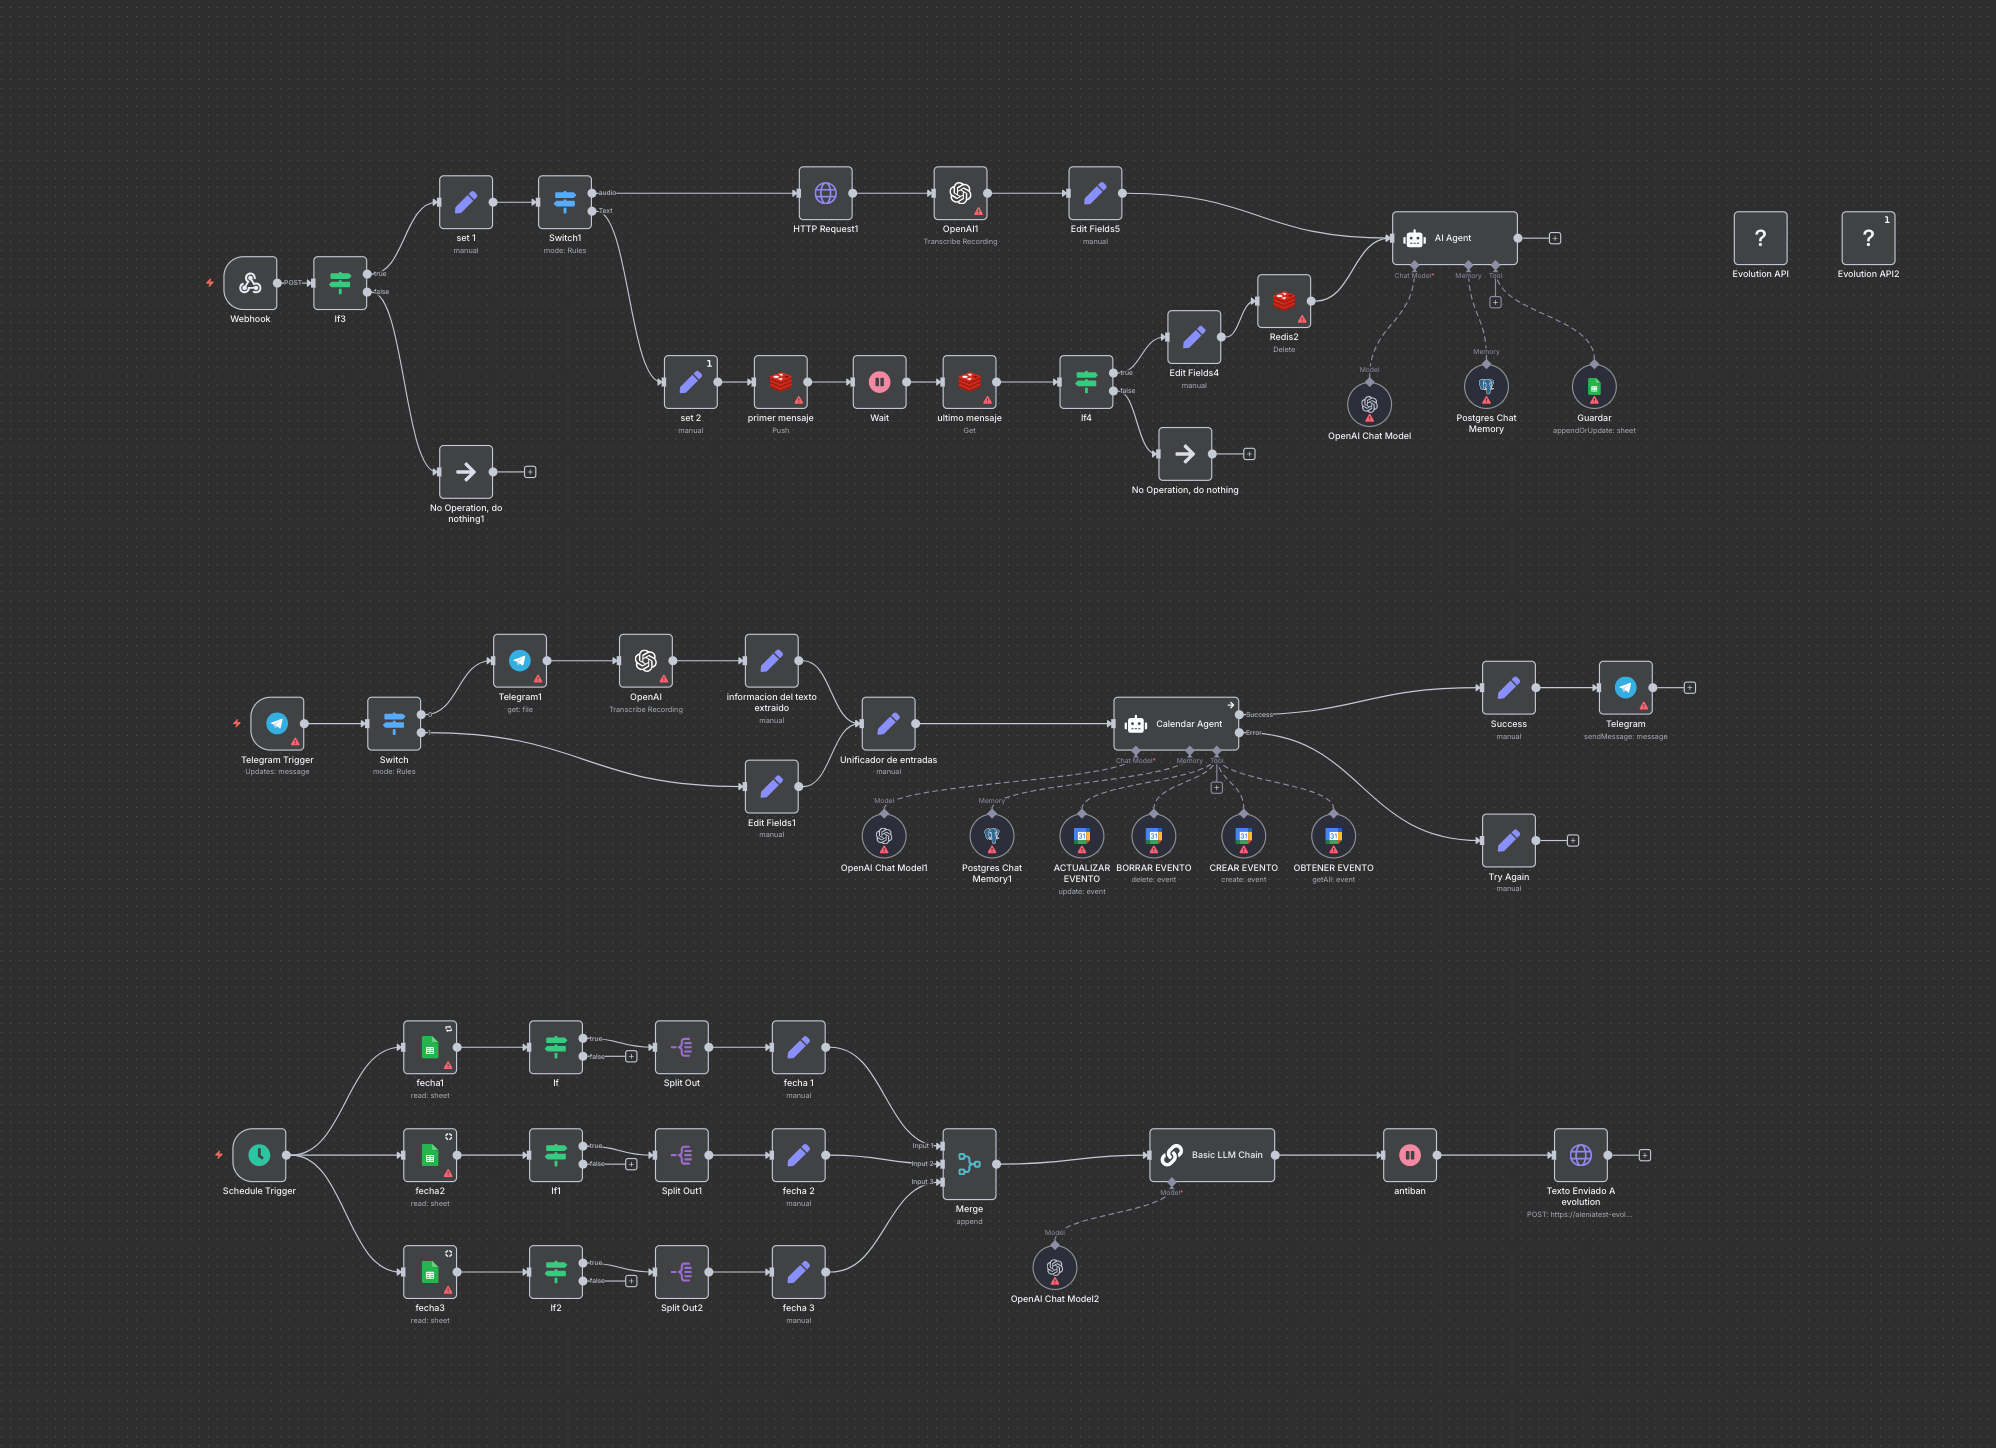 set 1
manual
Switch1
mode: Rules
audio
Text
HTTP Request1
OpenAI1
Transcribe Recording
Edit Fields5
manual
AI Agent
Chat Model*
Memory
Tool
?
Evolution API
1
?
Evolution API2
Webhook
POST
If3
true
false
Redis2
Delete
Edit Fields4
manual
1
set 2
manual
primer mensaje
Push
Wait
ultimo mensaje
Get
If4
true
false
Model
OpenAI Chat Model
Memory
Postgres Chat
Memory
Guardar
appendOrUpdate: sheet
No Operation, do nothing
No Operation, do
nothing1
Telegram Trigger
Updates: message
Switch
mode: Rules
0
1
Telegram1
get: file
OpenAI
Transcribe Recording
informacion del texto
extraido
manual
Edit Fields1
manual
Unificador de entradas
manual
Calendar Agent
Success
Error
Chat Model*
Memory
Tool
Model
OpenAI Chat Model1
Memory
Postgres Chat
Memory1
31
ACTUALIZAR
EVENTO
update: event
31
BORRAR EVENTO
delete: event
31
CREAR EVENTO
create: event
31
OBTENER EVENTO
getAll: event
Success
manual
Telegram
sendMessage: message
Try Again
manual
Schedule Trigger
fecha1
read: sheet
If
true
false
Split Out
fecha 1
manual
fecha2
read: sheet
If1
true
false
Split Out1
fecha 2
manual
fecha3
read: sheet
If2
true
false
Split Out2
fecha 3
manual
Input 1
Input 2
Input 3
Merge
append
Basic LLM Chain
Model*
Model
OpenAI Chat Model2
antiban
Texto Enviado A
evolution
POST: https://aleniatest-evol...